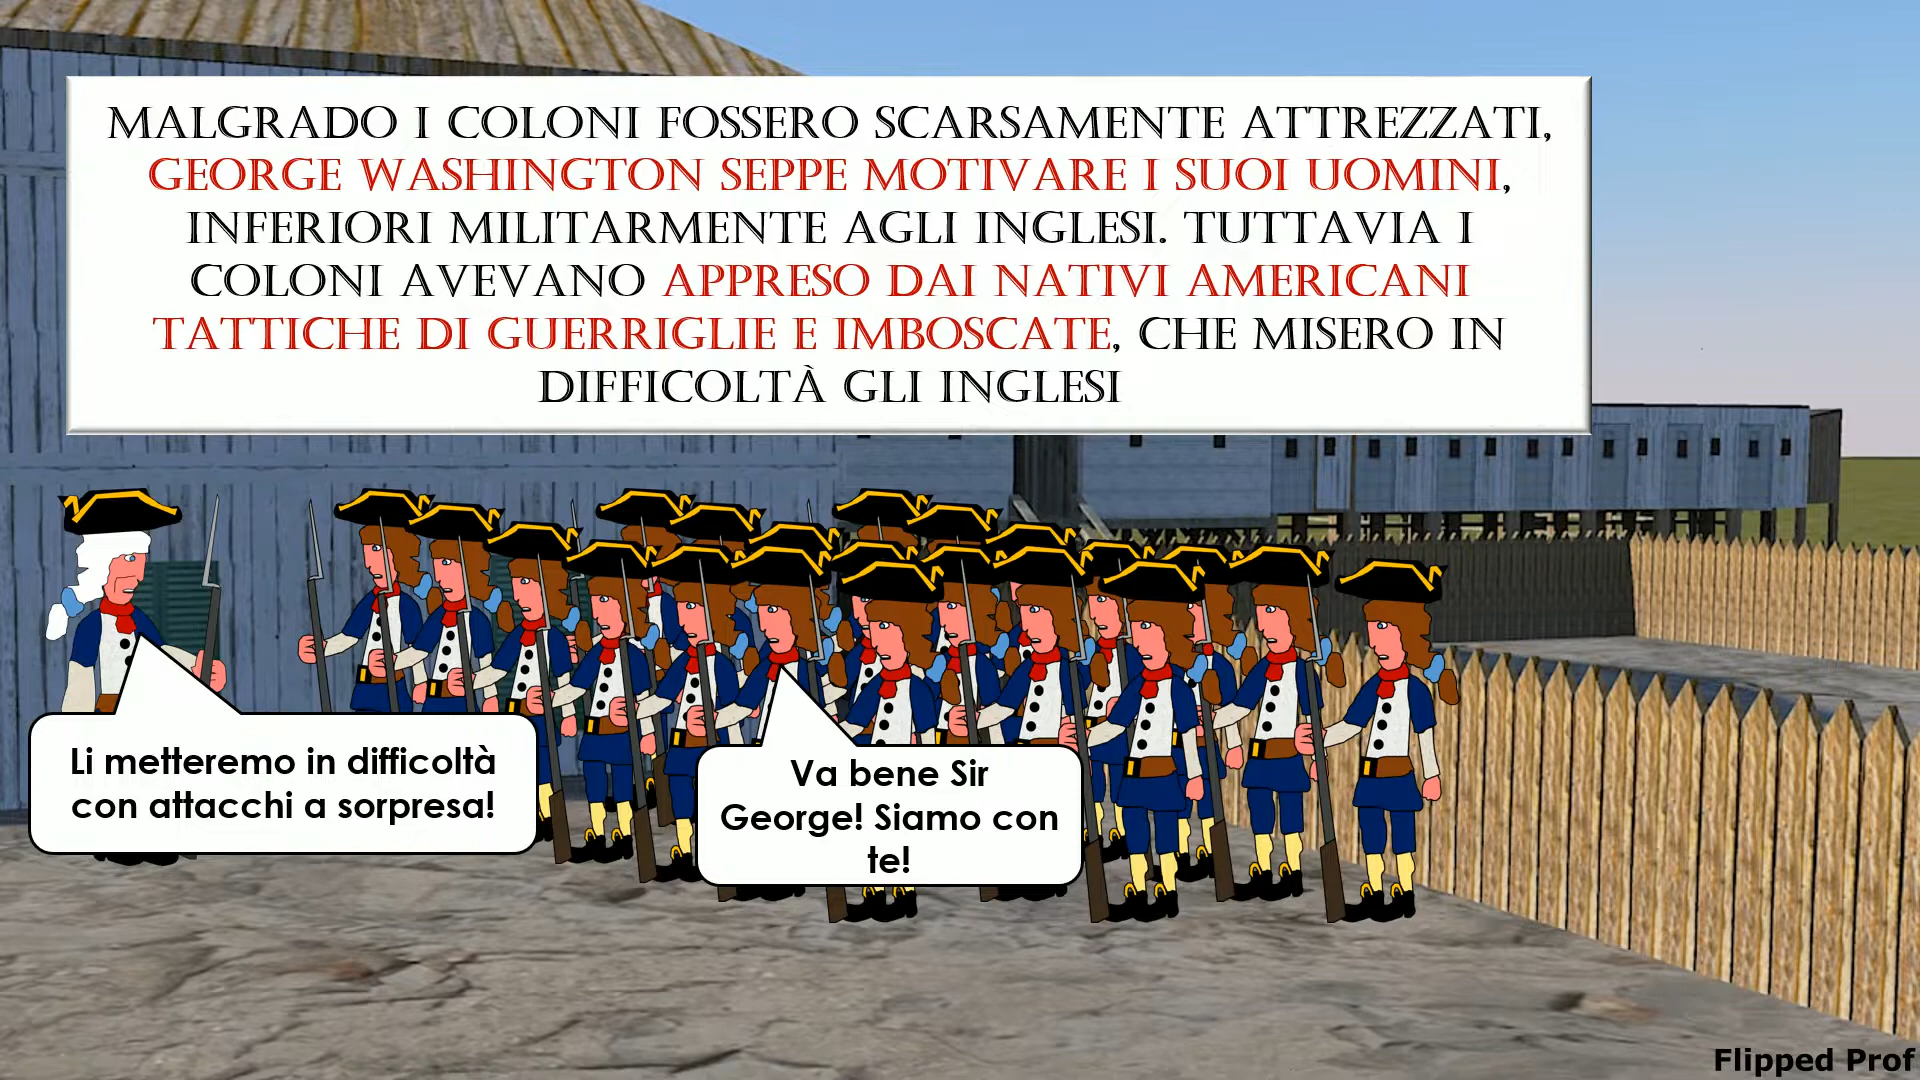 MALGRADO I COLONI FOSSERO SCARSAMENTE ATTREZZATI,
GEORGE WASHINGTON SEPPE MOTIVARE I SUOI UOMINI,
INFERIORI MILITARMENTE AGLI INGLESI. TUTTAVIA I
COLONI AVEVANO APPRESO DAI NATIVI AMERICANI
TATTICHE DI GUERRIGLIE E IMBOSCATE, CHE MISERO IN
DIFFICOLTÀ GLI INGLESI
Li metteremo in difficoltà
con attacchi a sorpresa!
Va bene Sir
George! Siamo con
te!
Flipped Prof